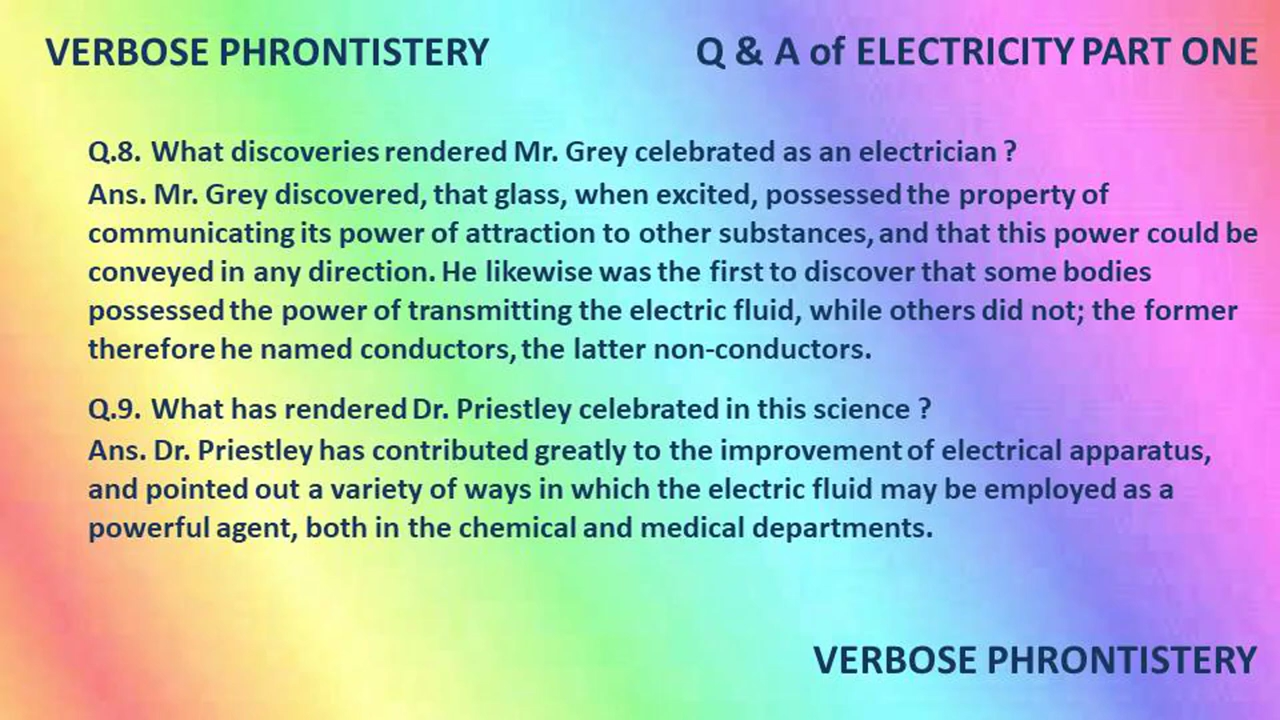 VERBOSE PHRONTISTERY
Q & A of ELECTRICITY PART ONE
Q.8. What discoveries rendered Mr. Grey celebrated as an electrician ?
Ans. Mr. Grey discovered, that glass, when excited, possessed the property of
communicating its power of attraction to other substances, and that this power could be
conveyed in any direction. He likewise was the first to discover that some bodies
possessed the power of transmitting the electric fluid, while others did not; the former
therefore he named conductors, the latter non-conductors.
Q.9. What has rendered Dr. Priestley celebrated in this science ?
Ans. Dr. Priestley has contributed greatly to the improvement of electrical apparatus,
and pointed out a variety of ways in which the electric fluid may be employed as a
powerful agent, both in the chemical and medical departments.
VERBOSE PHRONTISTERY